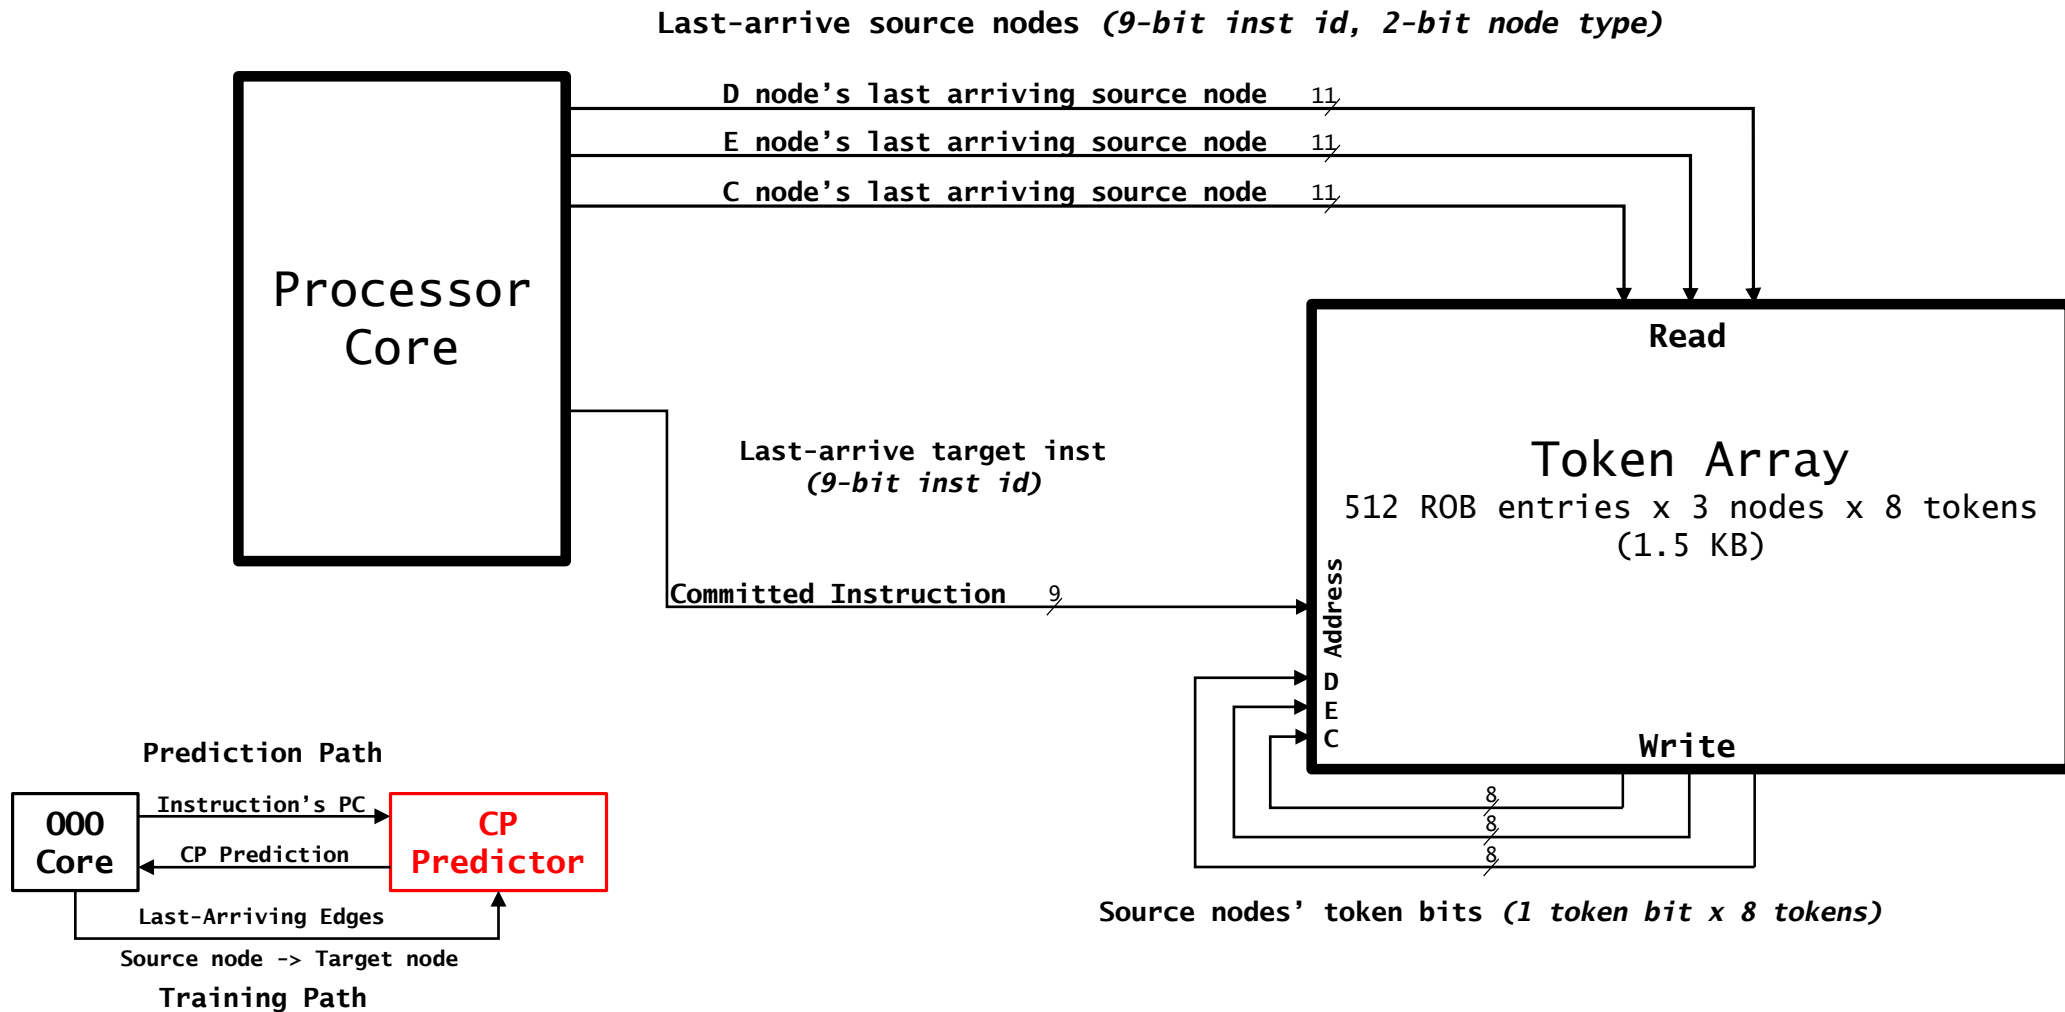 Last-arrive source nodes (9-bit inst id, 2-bit node type)
D node’s last arriving source node 11
E node’s last arriving source node 11
C node’s last arriving source node 11
Processor
Core
Read
Last-arrive target inst
(9-bit inst id)
Token Array
512 ROB entries x 3 nodes x 8 tokens
(1.5 KB)
Committed Instruction 9
Address
D
E
C
Write
8
8
8
Source nodes’ token bits (1 token bit x 8 tokens)
Prediction Path
OOO
Core
Instruction’s PC
CP Prediction
CP
Predictor
Last-Arriving Edges
Source node -> Target node
Training Path